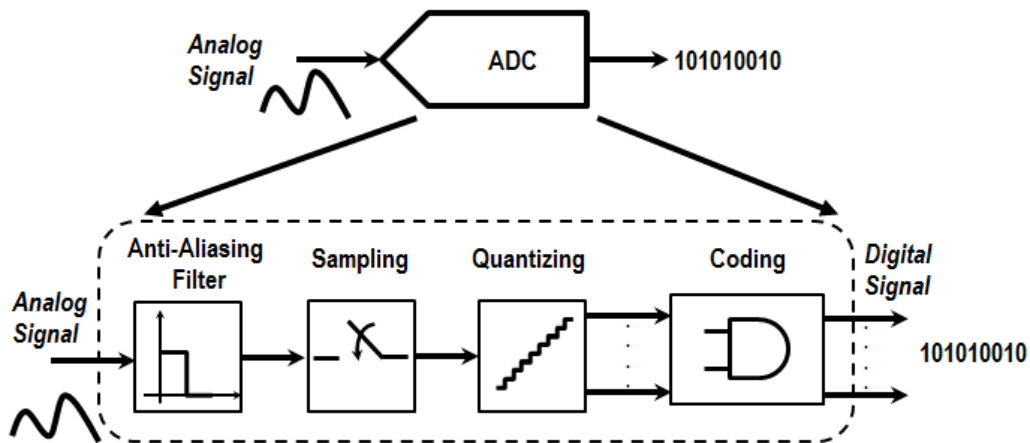 Analog
Signal
ADC
101010010
Anti-Aliasing
Filter
Sampling
Quantizing
Coding
Digital
Signal
Analog
Signal
101010010